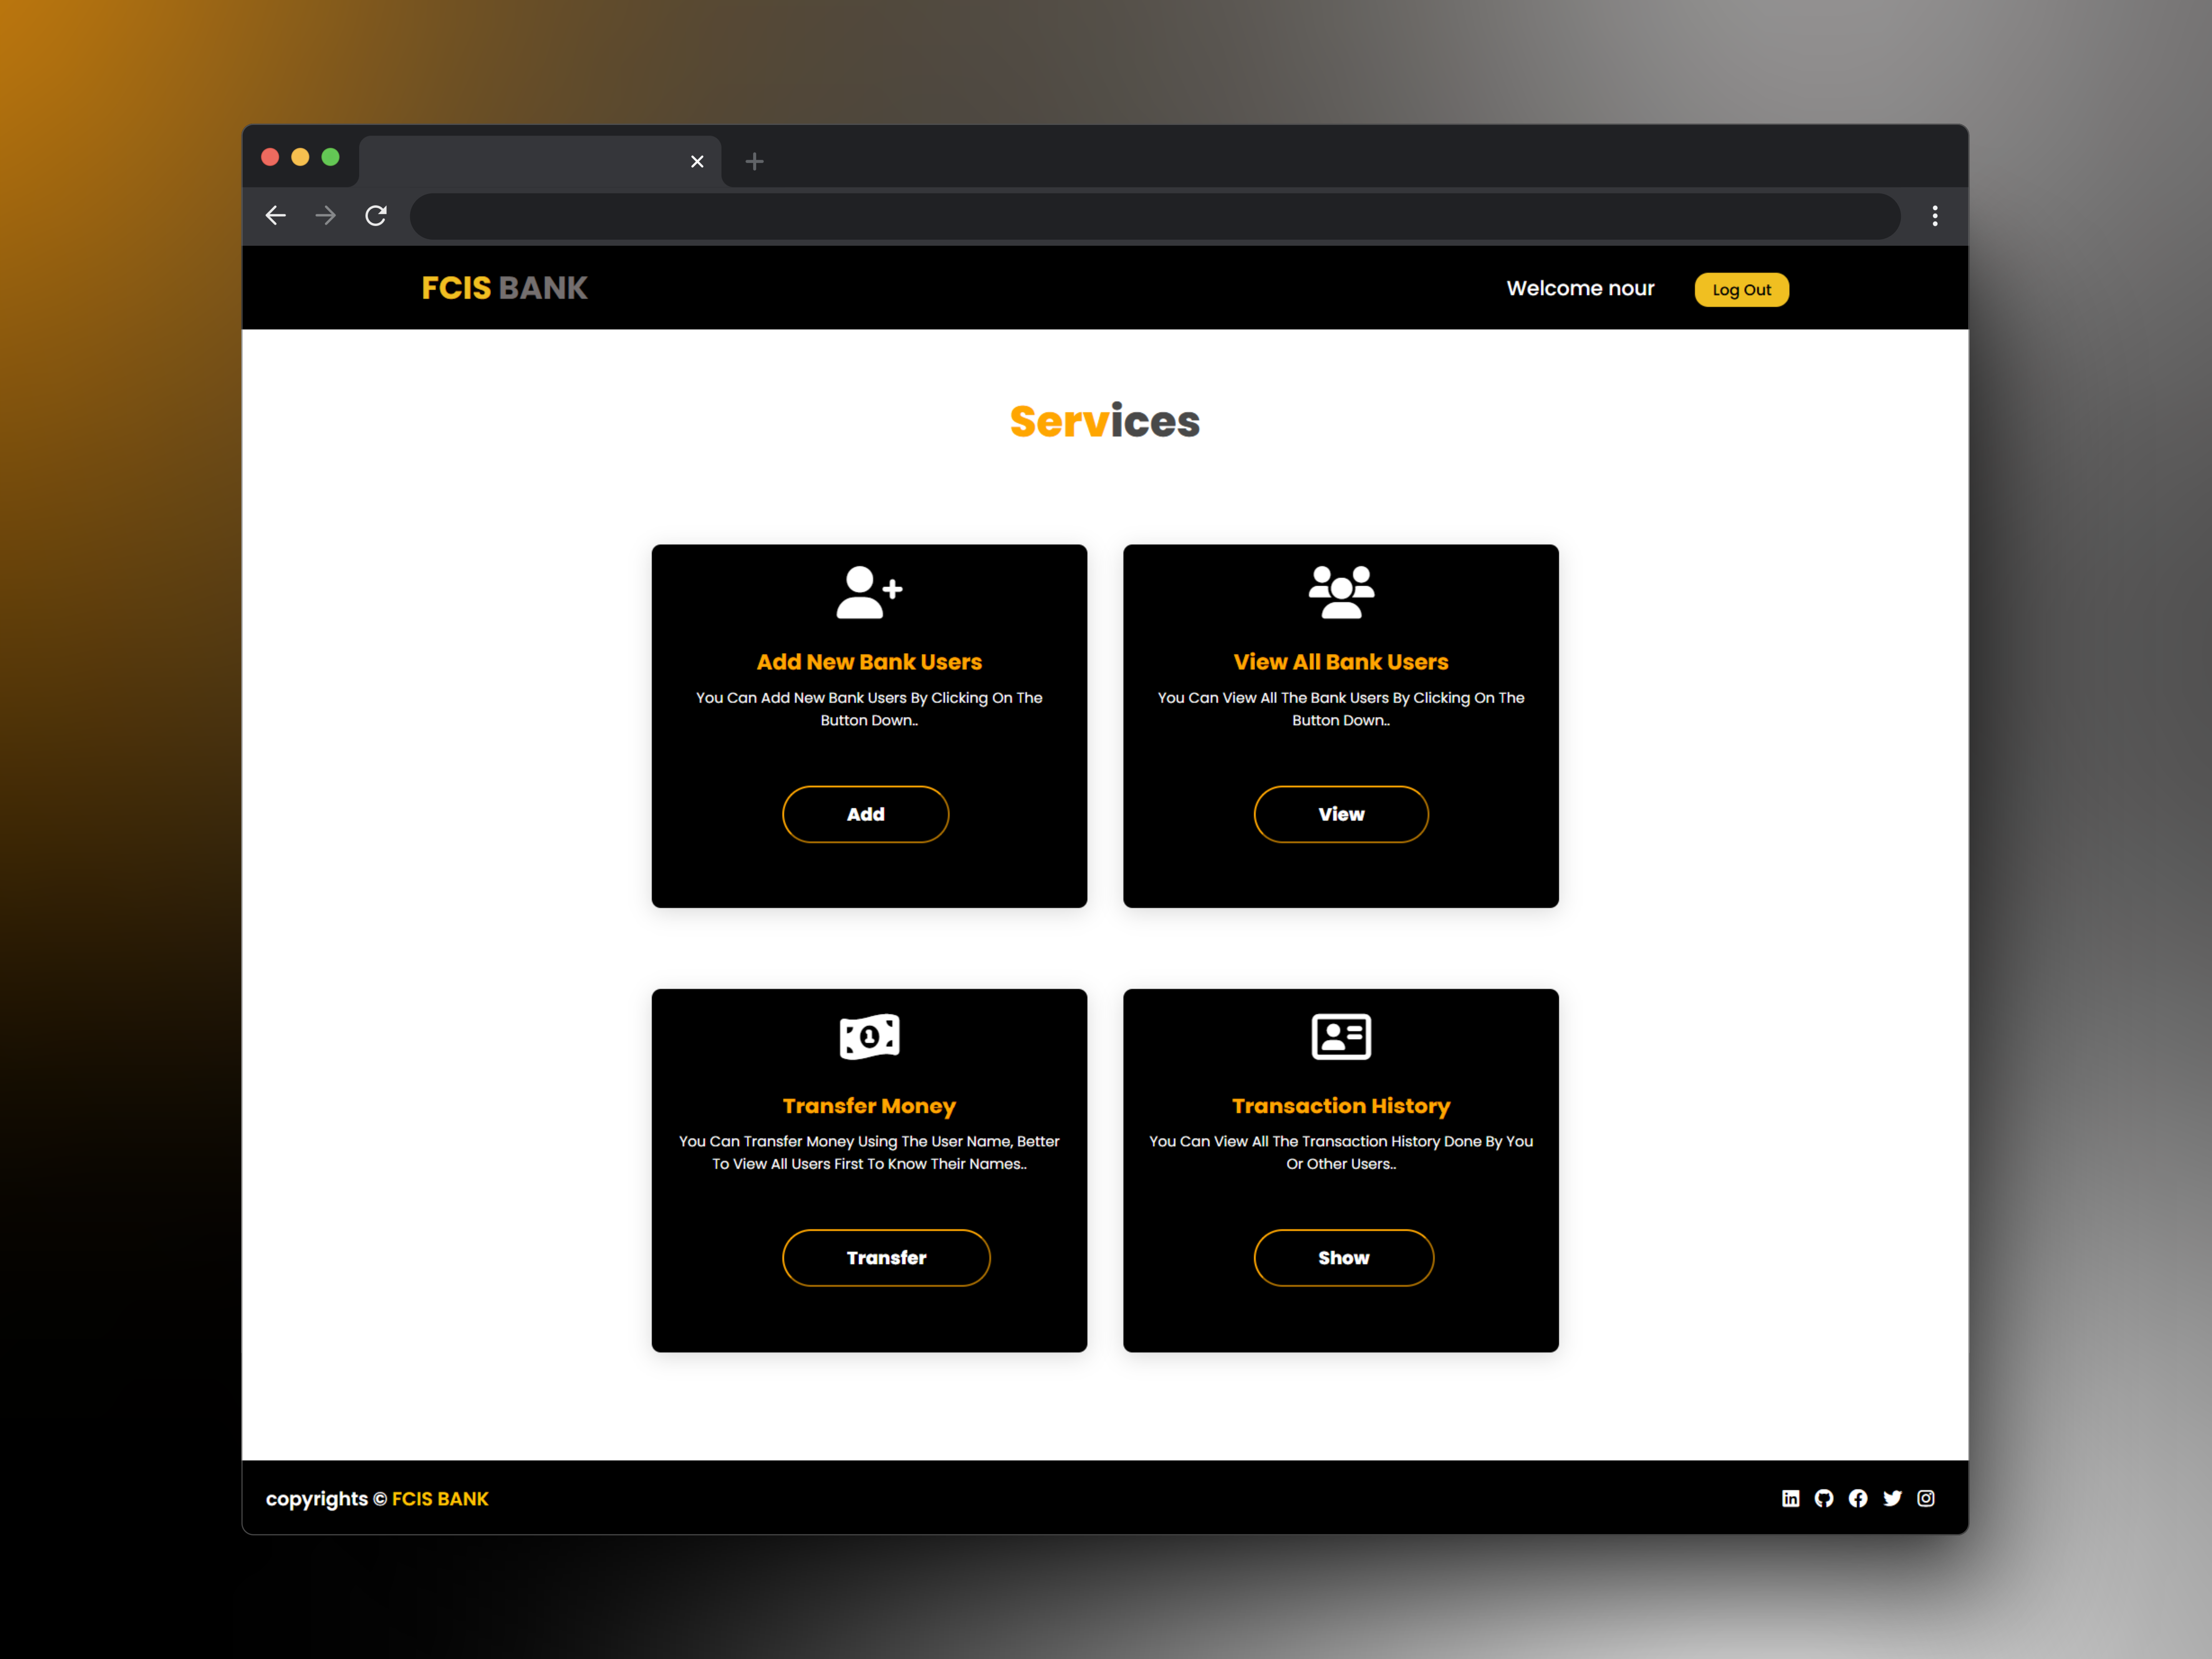 FCIS BANK
Welcome nour
Log Out
Services
Add New Bank Users
You Can Add New Bank Users By Clicking On The
Button Down..
Add
View All Bank Users
You Can View All The Bank Users By Clicking On The
Button Down..
View
Transfer Money
You Can Transfer Money Using The User Name, Better
To View All Users First To Know Their Names..
Transfer
Transaction History
You Can View All The Transaction History Done By You
Or Other Users..
Show
copyrights © FCIS BANK